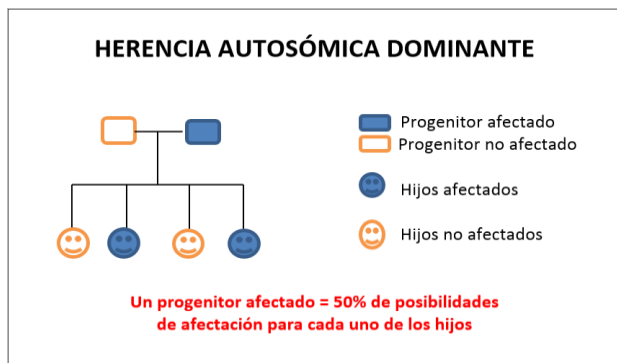 HERENCIA AUTOSÓMICA DOMINANTE
Progenitor afectado
Progenitor no afectado
Hijos afectados
Hijos no afectados
Un progenitor afectado = 50% de posibilidades
de afectación para cada uno de los hijos